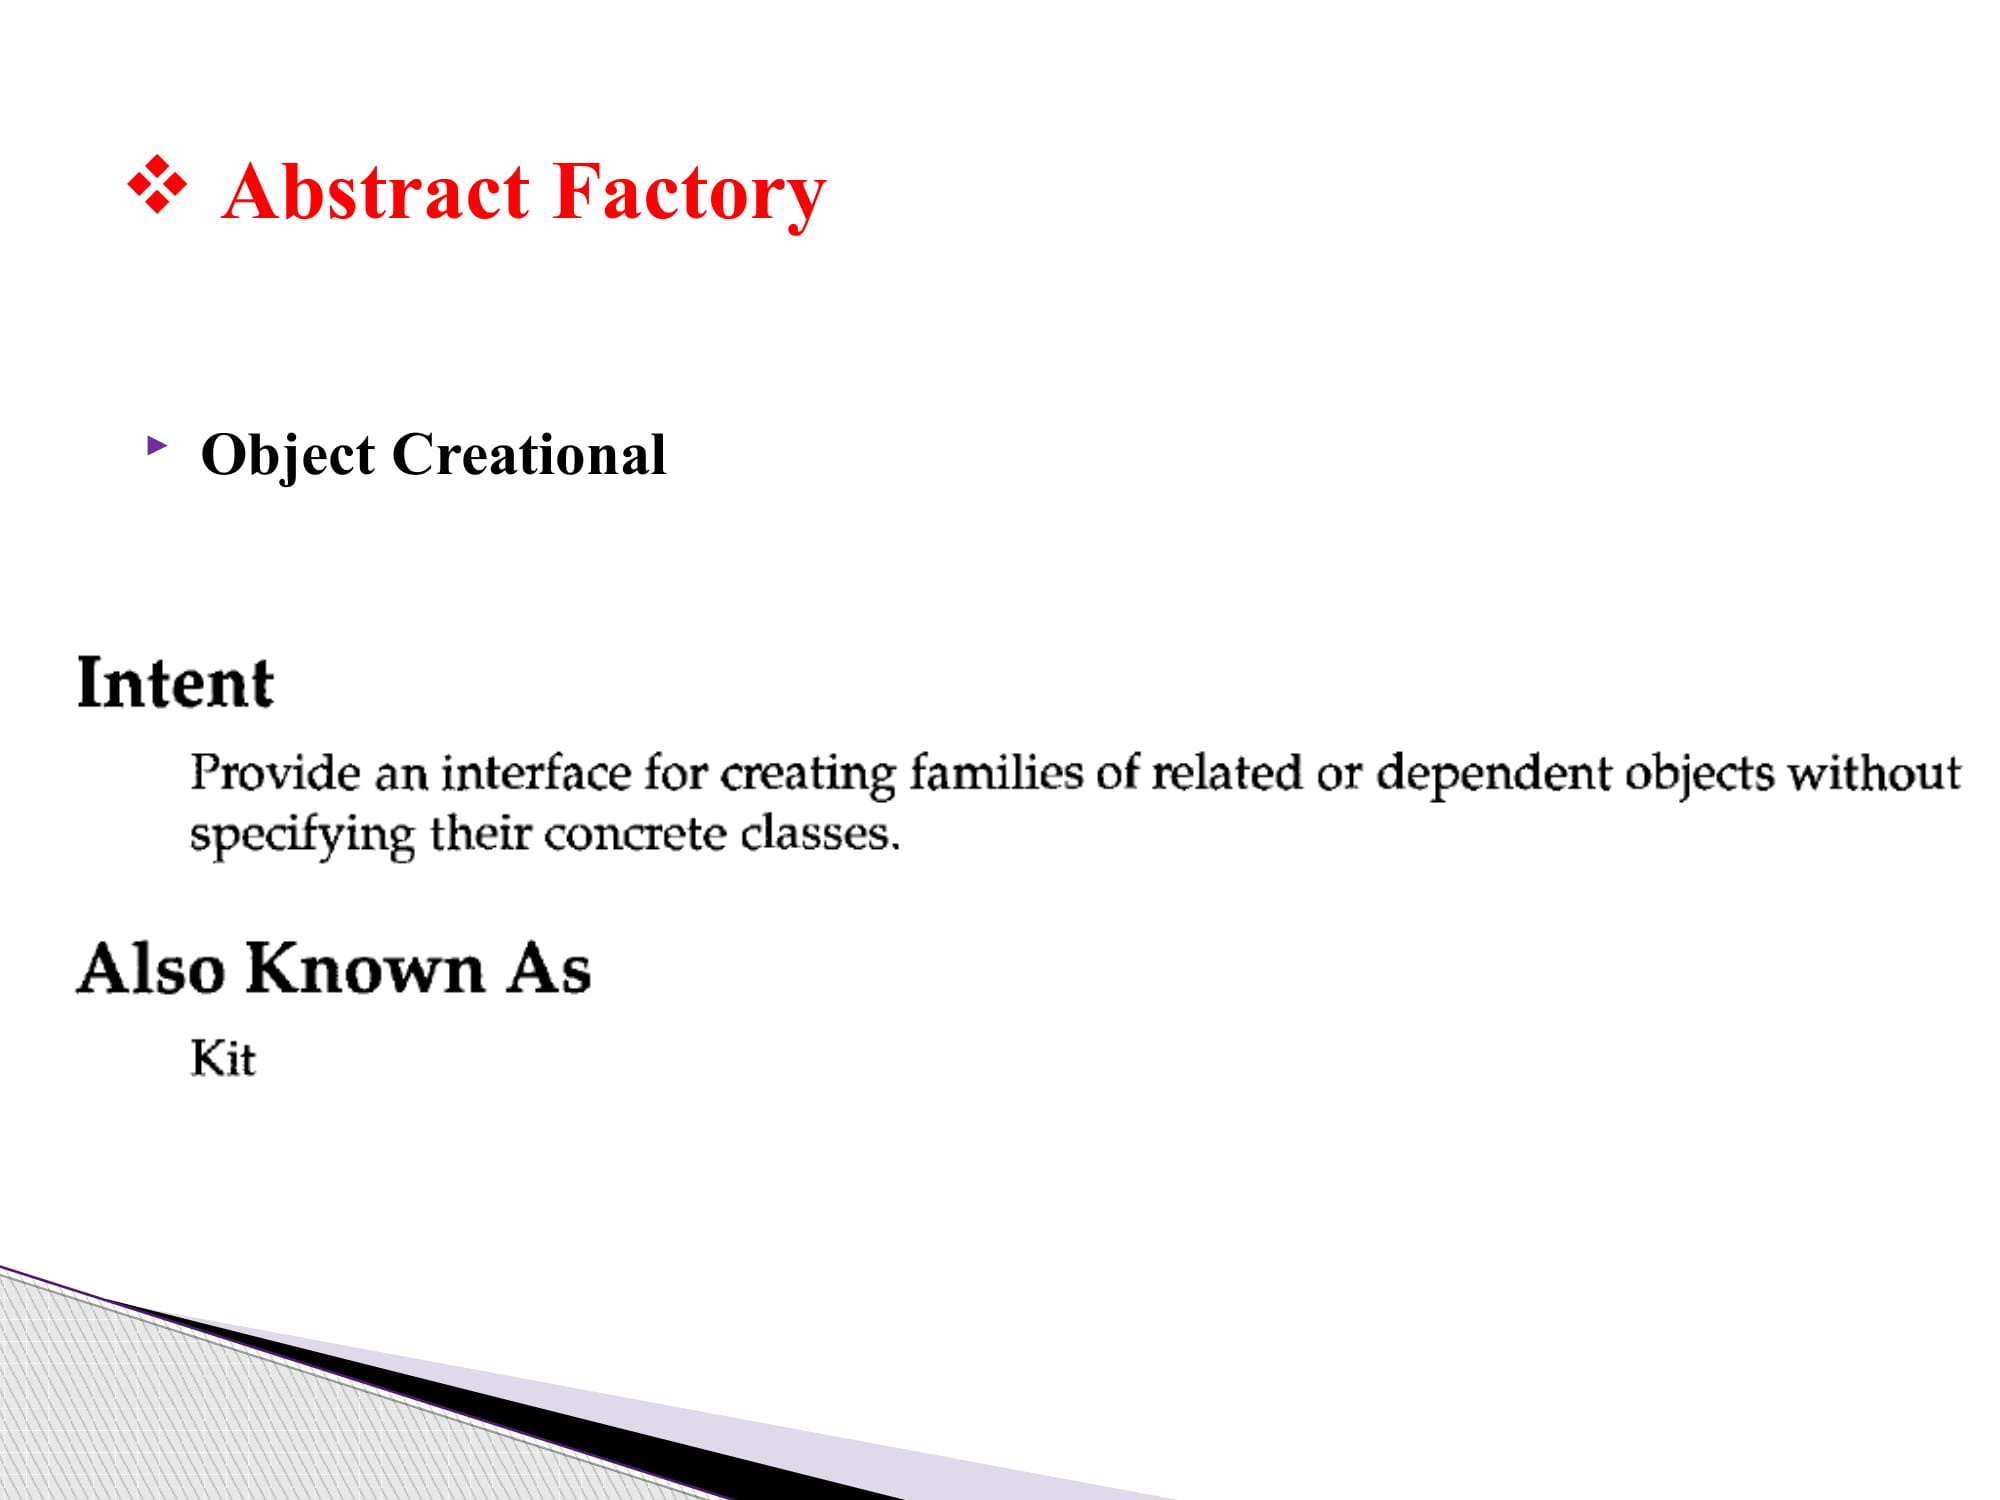 ❖ Abstract Factory
▶ Object Creational
Intent
Provide an interface for creating families of related or dependent objects without
specifying their concrete classes.
Also Known As
Kit